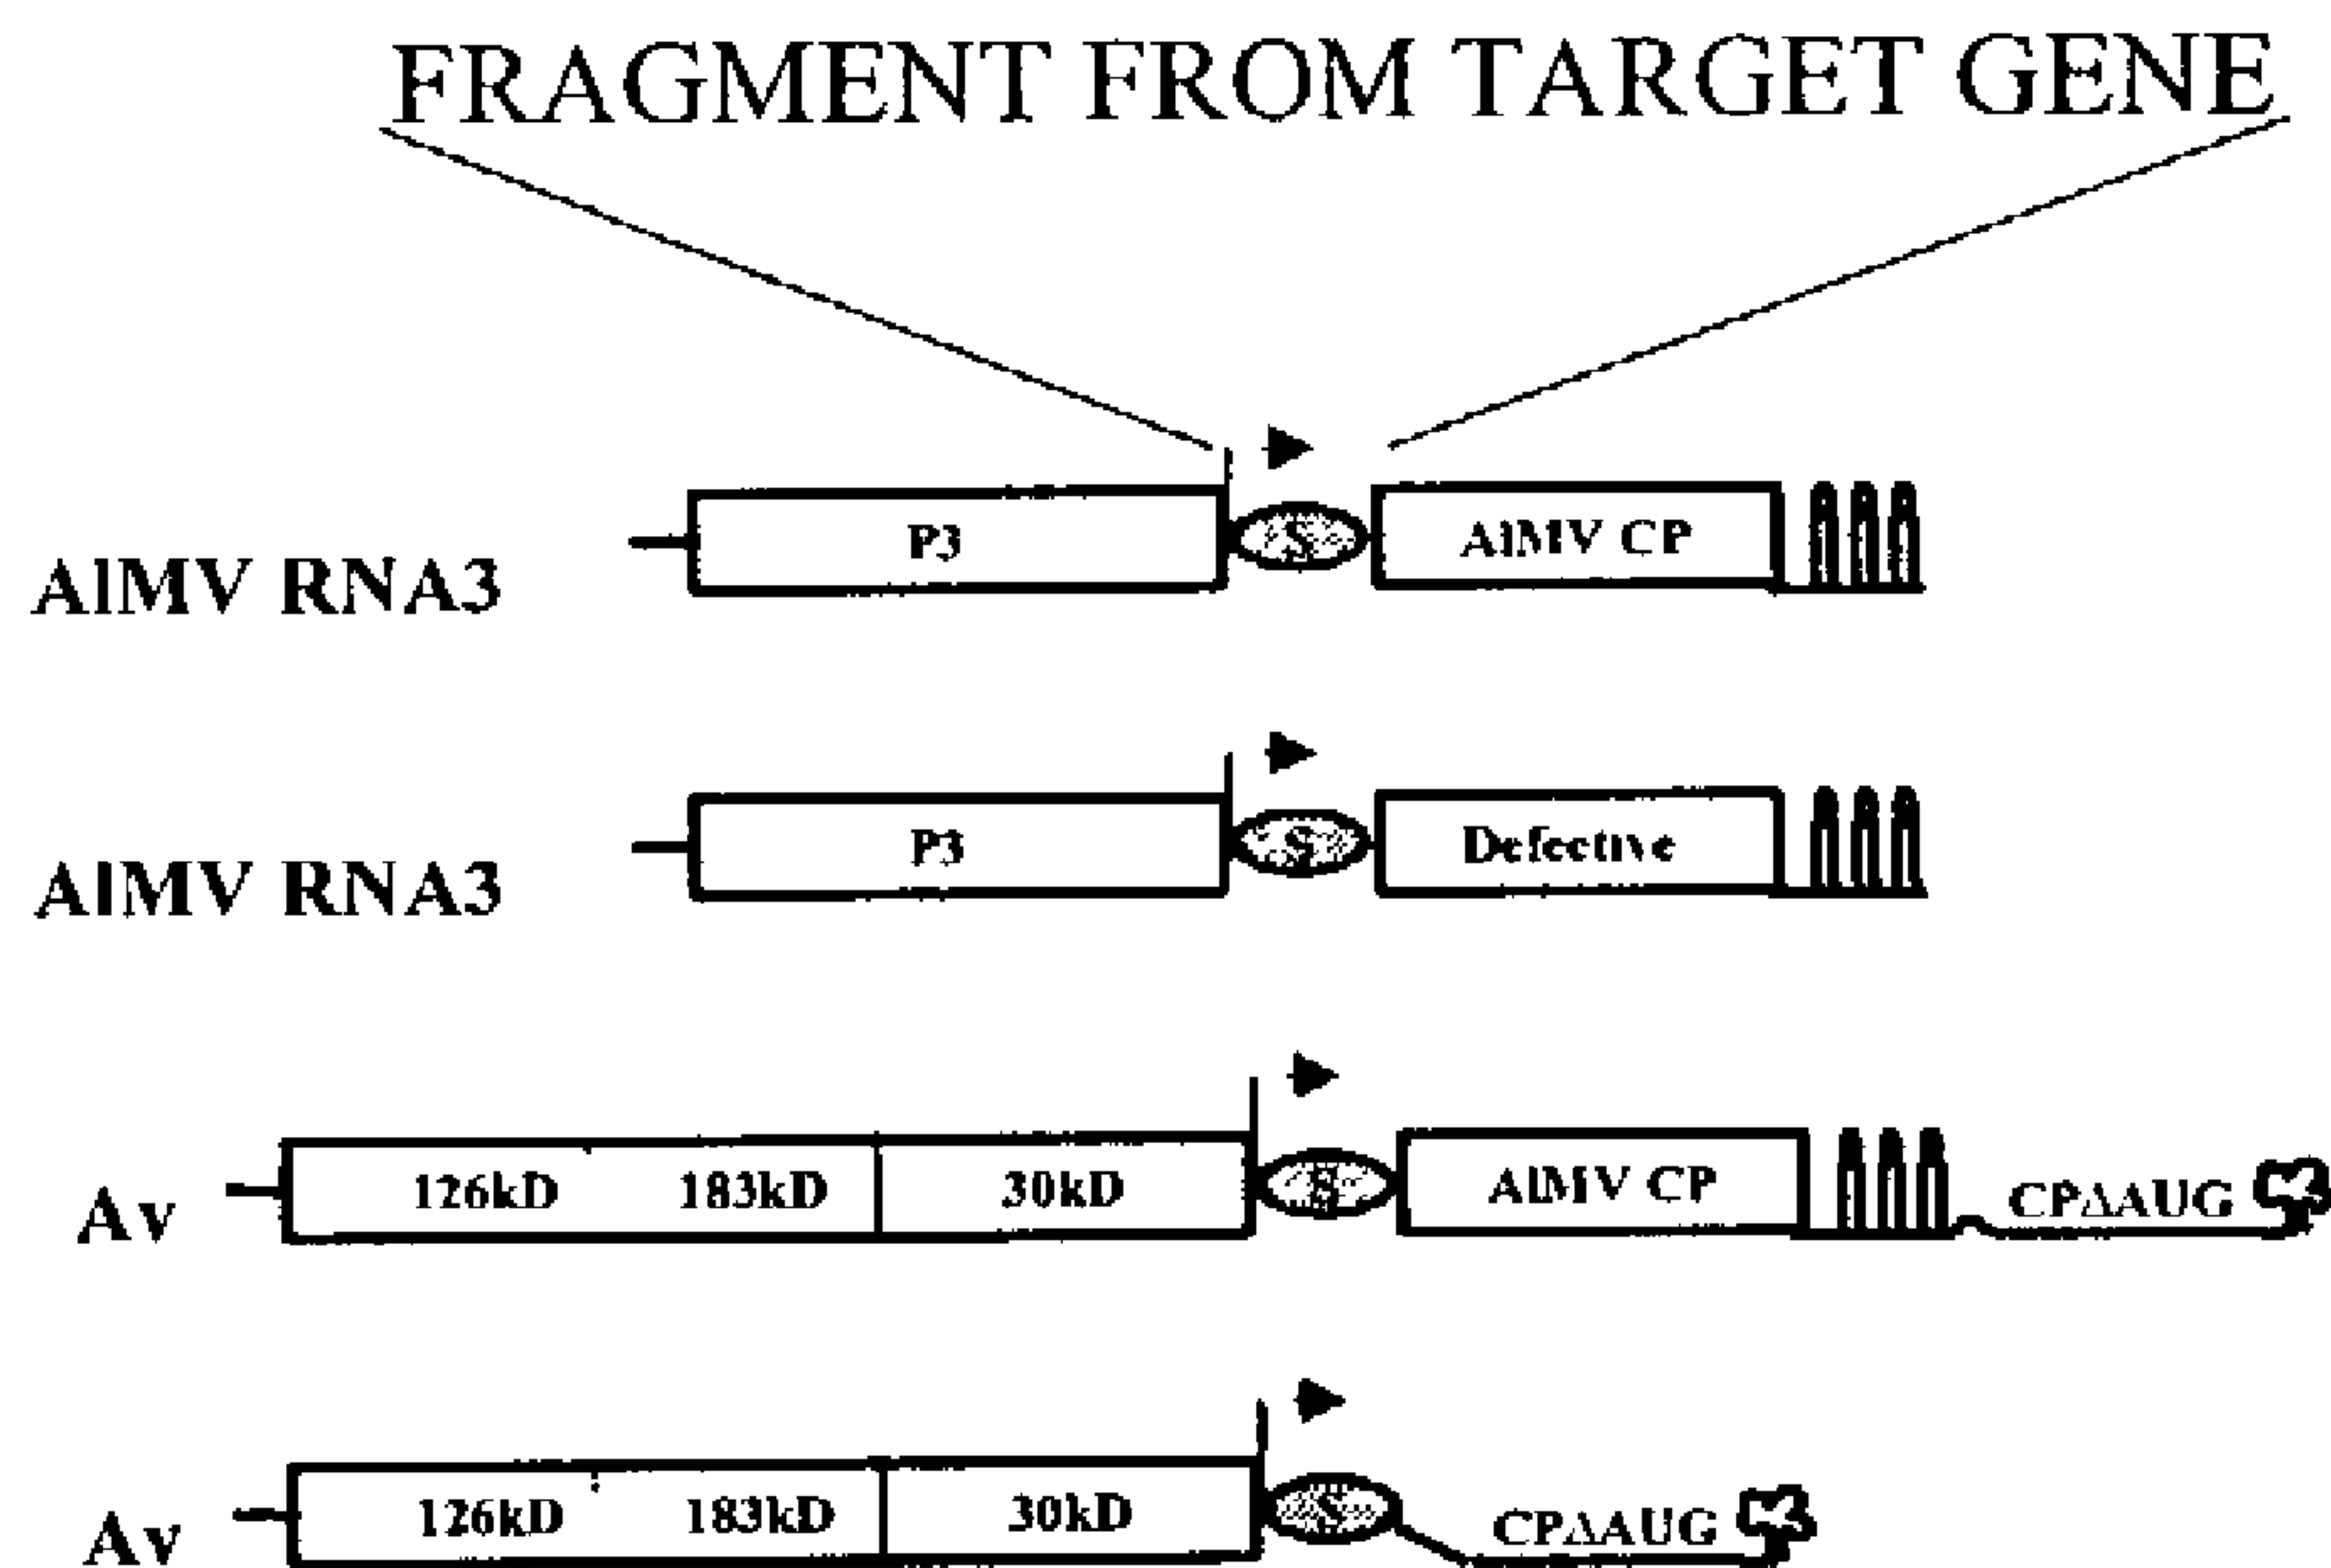 FRAGMENT FROM TARGET GENE
AlMV RNA3 P3 S AlMV CP
AlMV RNA3 P3 S Defective
Av 126kD 183kD 30kD S AlMV CP CPΔAUG
Av 126kD 183kD 30kD S CPΔAUG